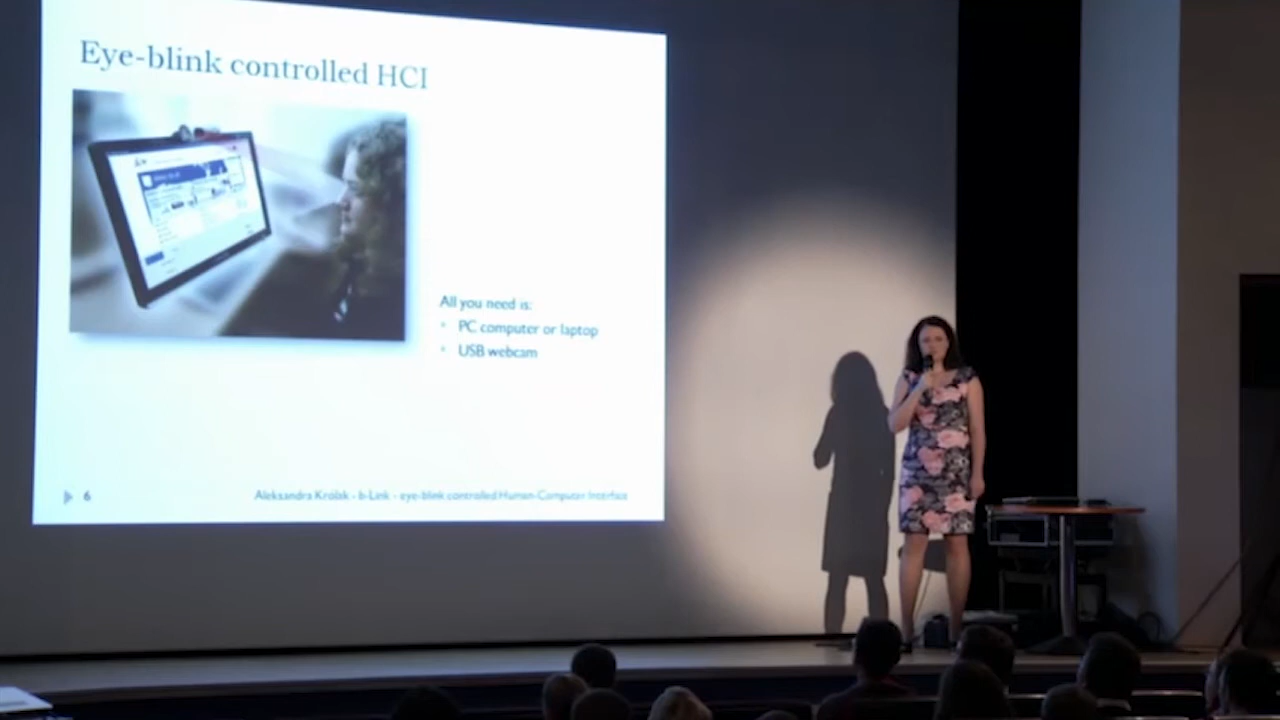 Eye-blink controlled HCI
All you need is:
PC computer or laptop
USB webcam
6
Aleksandra Królak - b-Link - eye-blink controlled Human-Computer Interface